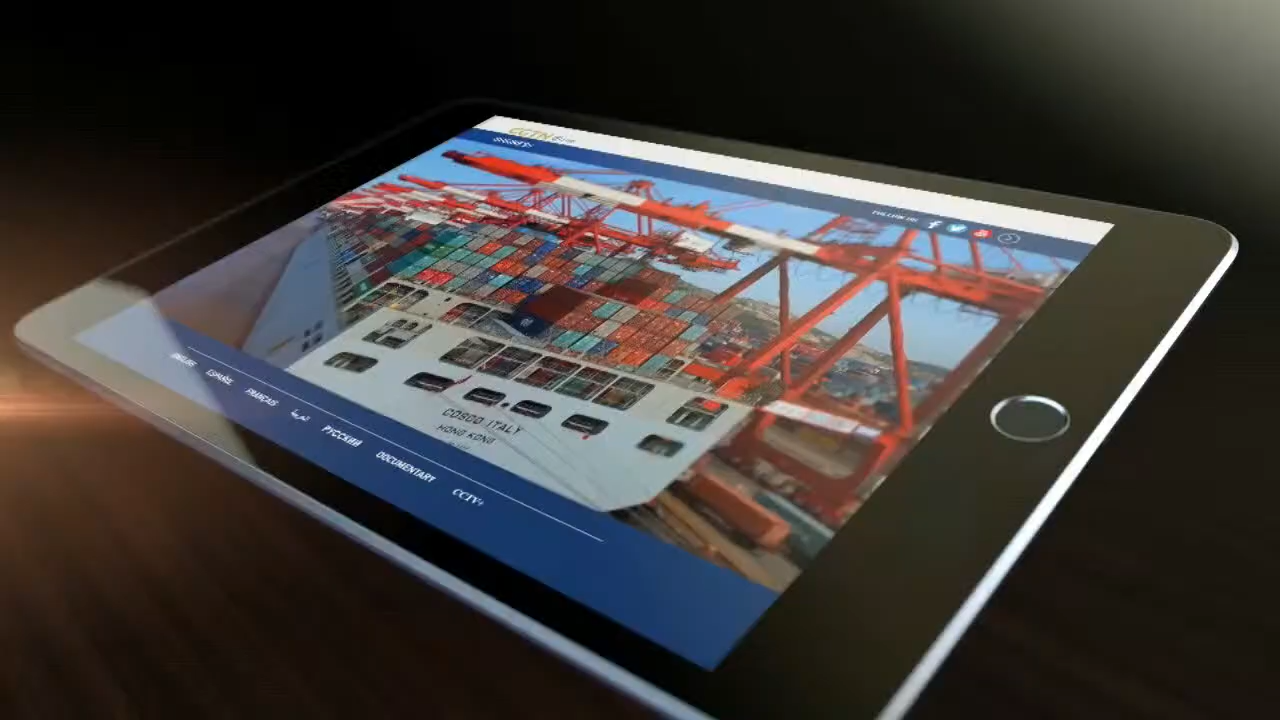 CGTN
FOLLOW US
COSCO ITALY
HONG KONG
ENGLISH
ESPAÑOL
FRANÇAIS
العربية
РУССКИЙ
DOCUMENTARY
CCTV+